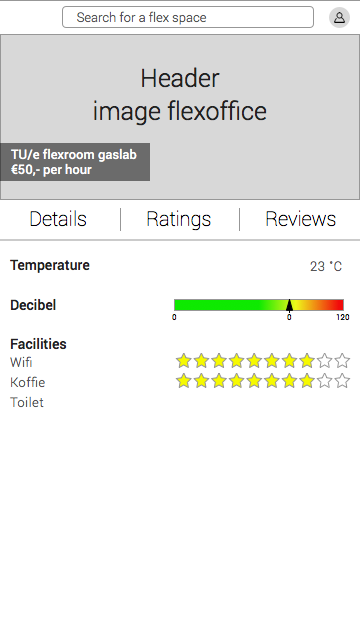 Search for a flex space
Header
image flexoffice
TU/e flexroom gaslab
€50,- per hour
Details
Ratings
Reviews
Temperature
23 ˚C
Decibel
0
0
120
Facilities
Wifi
Koffie
Toilet